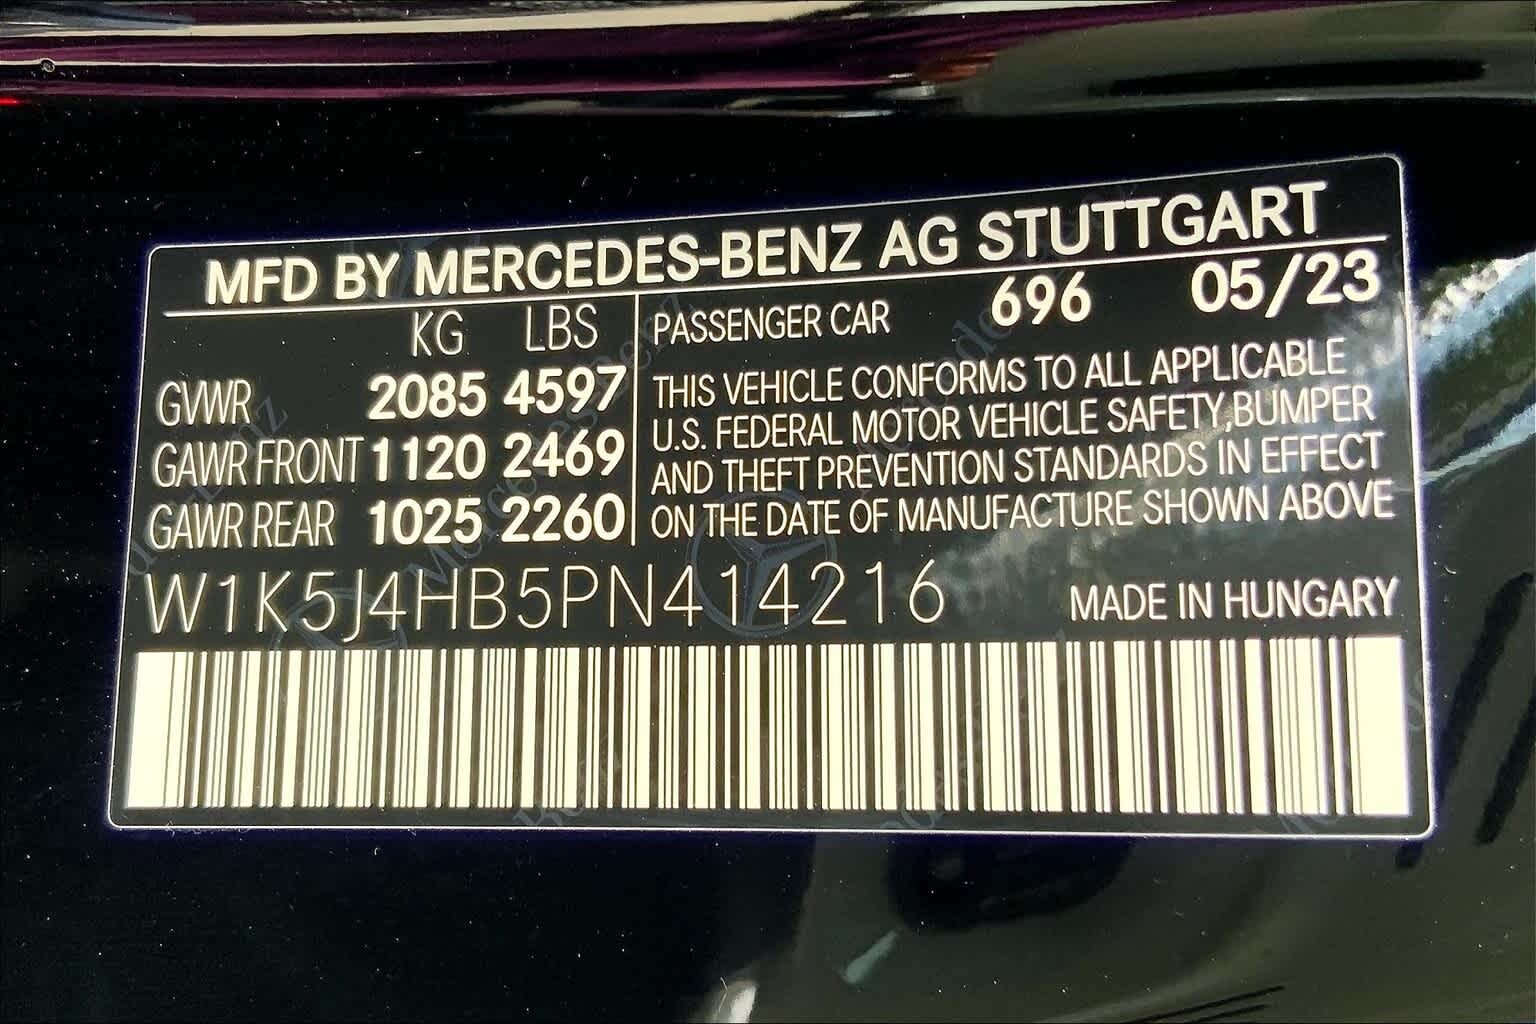 MFD BY MERCEDES-BENZ AG STUTTGART
KG LBS
GVWR 2085 4597
GAWR FRONT 1120 2469
GAWR REAR 1025 2260
PASSENGER CAR 696 05/23
THIS VEHICLE CONFORMS TO ALL APPLICABLE
U.S. FEDERAL MOTOR VEHICLE SAFETY,BUMPER
AND THEFT PREVENTION STANDARDS IN EFFECT
ON THE DATE OF MANUFACTURE SHOWN ABOVE
W1K5J4HB5PN414216
MADE IN HUNGARY